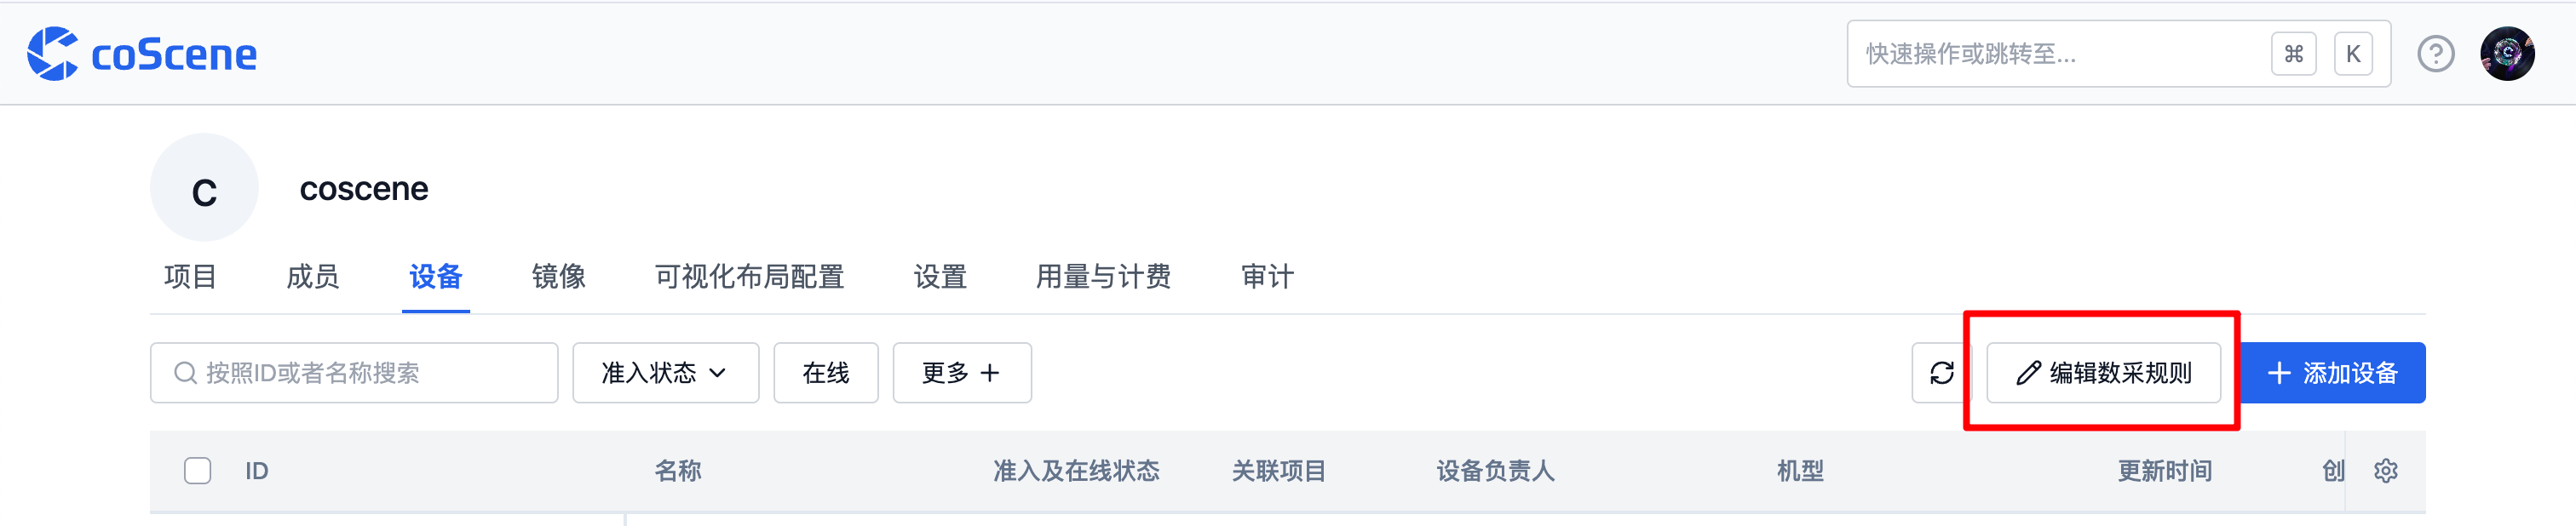 coScene
快速操作或跳转至... ⌘ K
C coscene
项目 成员 设备 镜像 可视化布局配置 设置 用量与计费 审计
按照ID或者名称搜索 准入状态 在线 更多 + 编辑数采规则 + 添加设备
ID 名称 准入及在线状态 关联项目 设备负责人 机型 更新时间 创